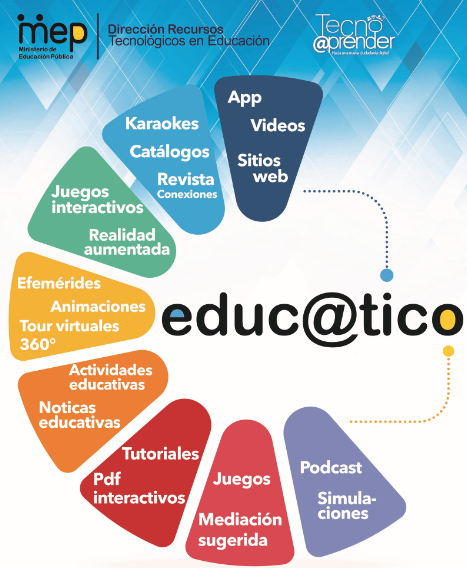 mep
Ministerio de
Educación Pública
Dirección Recursos
Tecnológicos en Educación
Tecno
@prender
App
Videos
Sitios
web
Karaokes
Catálogos
Revista
Conexiones
Juegos
interactivos
Realidad
aumentada
Efemérides
Animaciones
Tour virtuales
360°
educ@tico
Actividades
educativas
Noticas
educativas
Tutoriales
Pdf
interactivos
Juegos
Mediación
sugerida
Podcast
Simula-
ciones